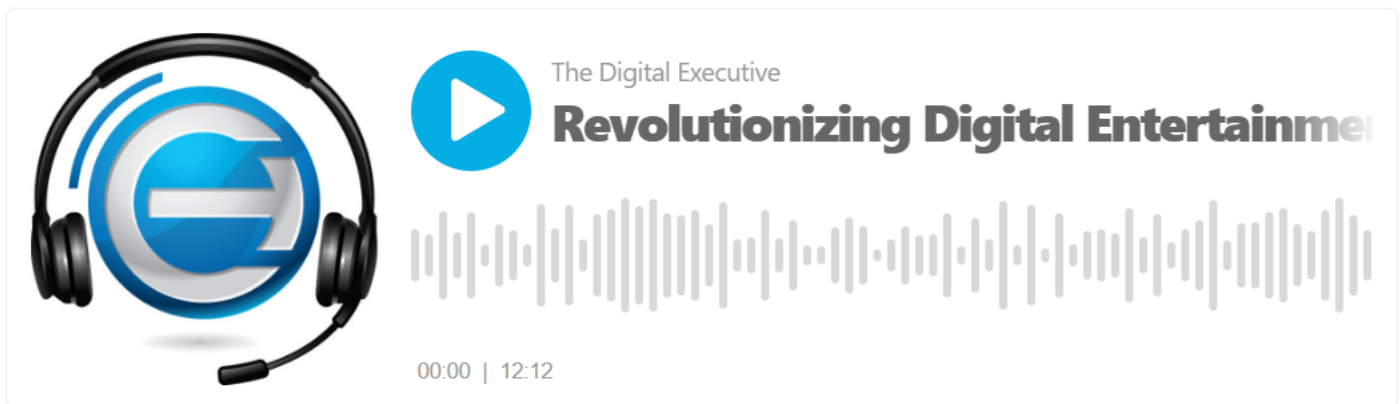 The Digital Executive
Revolutionizing Digital Entertainme
00:00 | 12:12